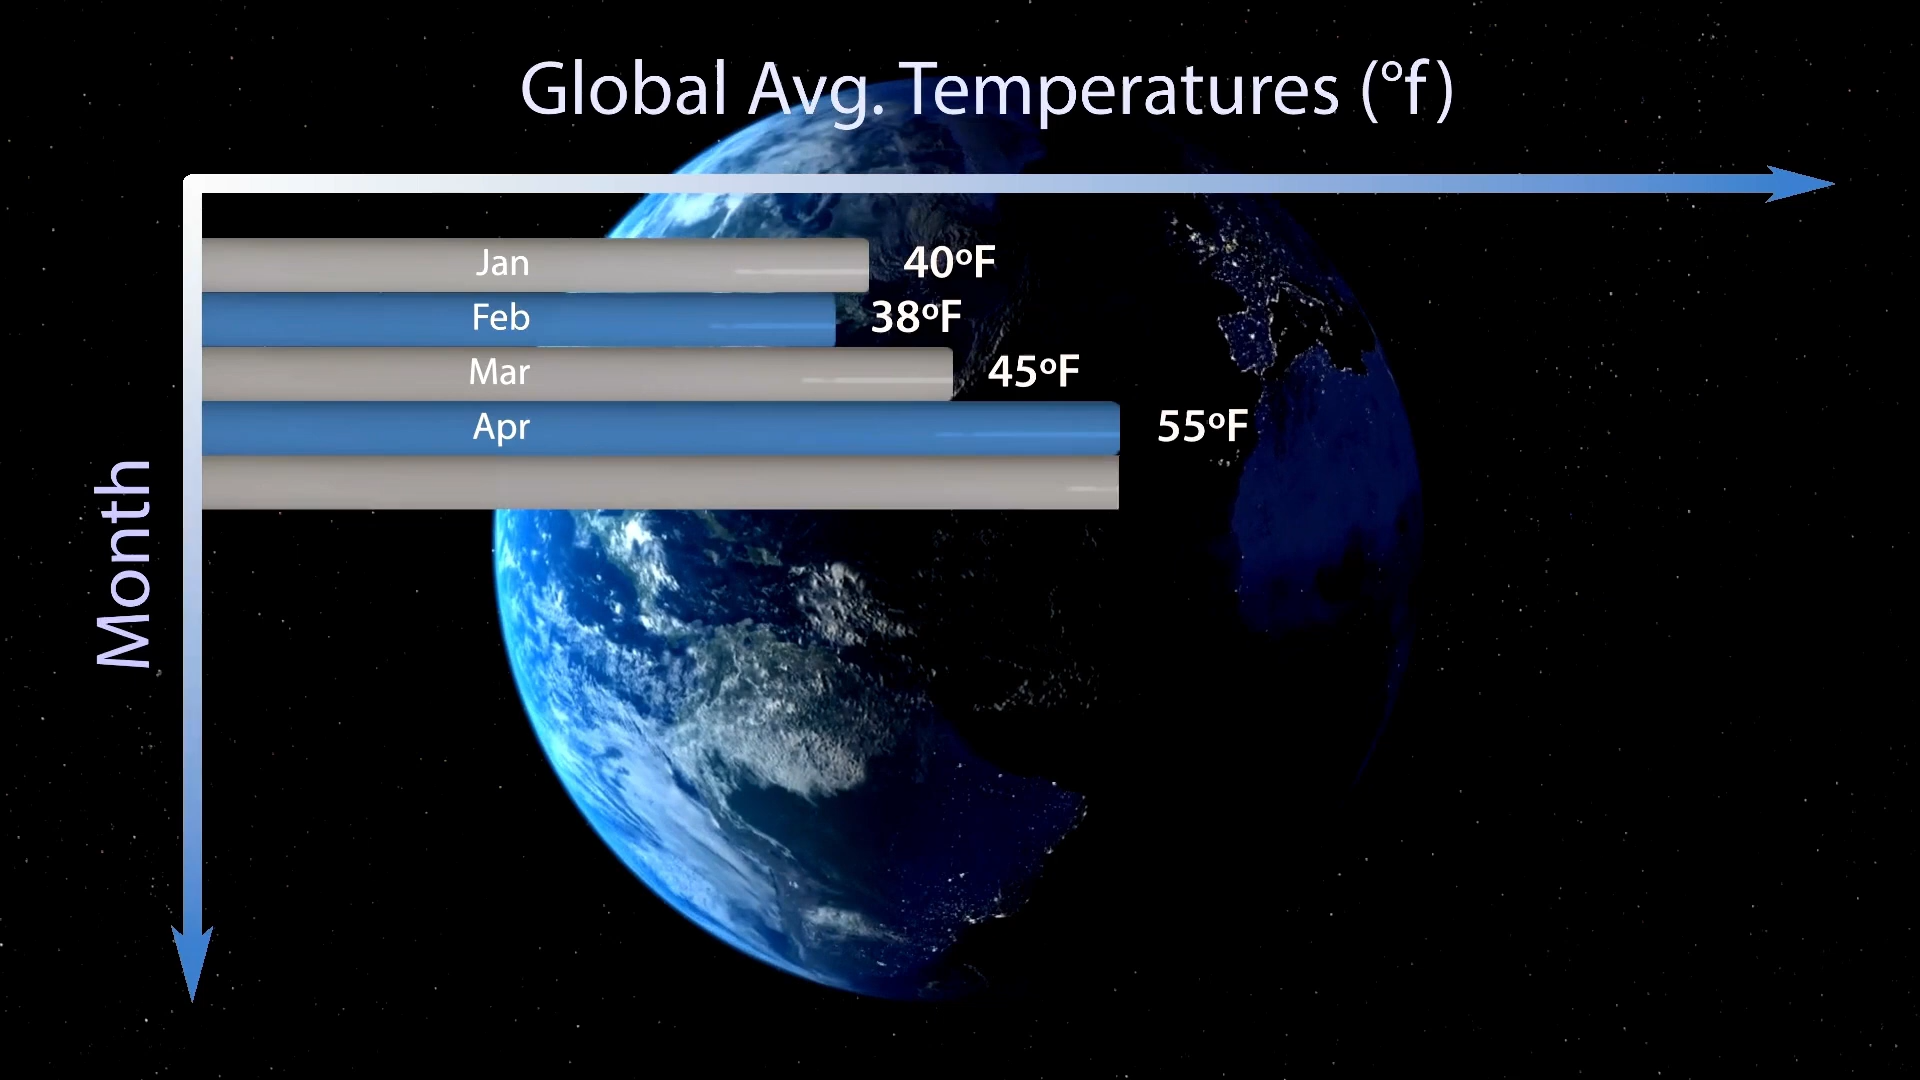 Global Avg. Temperatures (°f)
Jan 40ºF
Feb 38ºF
Mar 45ºF
Apr 55ºF
Month